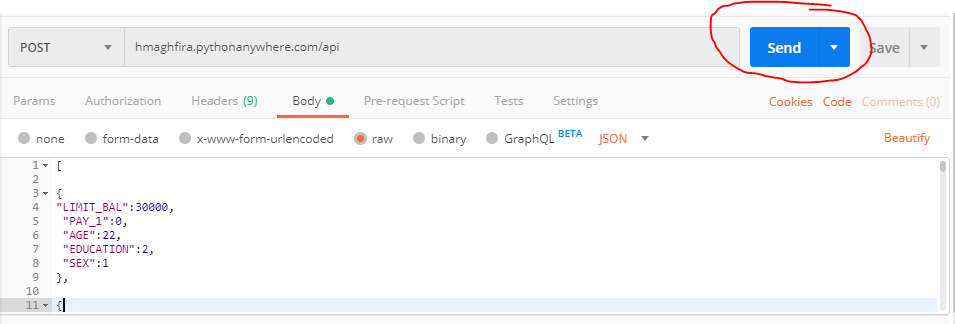 POST hmaghfira.pythonanywhere.com/api Send Save
Params Authorization Headers (9) Body Pre-request Script Tests Settings Cookies Code Comments (0)
none form-data x-www-form-urlencoded raw binary GraphQL BETA JSON Beautify
1 [
2
3 {
4 "LIMIT_BAL":30000,
5 "PAY_1":0,
6 "AGE":22,
7 "EDUCATION":2,
8 "SEX":1
9 },
10
11 {